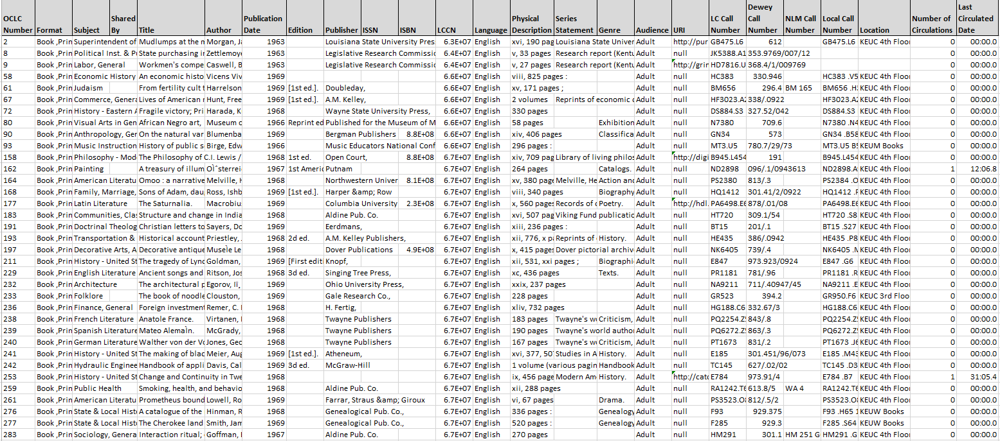 OCLC Number Format Subject Shared By Title Author Publication Date Edition Publisher ISSN ISBN LCCN Language Physical Description Series Statement Genre Audience URI LC Call Number Dewey Call Number NLM Call Number Local Call Number Location Number of Circulations Last Circulated Date
2 Book ,Prin Superintendent of Mudlumps at the m Morgan, Ja 1963 Louisiana State University Pres 6.3E+07 English xvi, 190 pag Louisiana State Univer Adult http://pur GB475.L6 612 GB475.L6 KEUC 4th Floo 0 00:00.0
8 Book ,Prin Political Inst. & Pu State purchasing i Zettlemoye 1963 Legislative Research Commissio 6.4E+07 English v, 33 pages Research report (Kentu Adult null JK5388.A1 353.9769/007/12 0 00:00.0
9 Book ,Prin Labor, General Workmen's compe Caswell, B 1963 Legislative Research Commissio 6.4E+07 English v, 27 pages Research report (Kentu Adult http://grin HD7816.U 368.4/1/009769 0 00:00.0
58 Book ,Prin Economic History An economic histo Vicens Viv 1969 6.6E+07 English viii, 825 pages : Adult null HC383 330.946 HC383 .V5 KEUC 4th Floo 0 00:00.0
61 Book ,Prin Judaism From fertility cult t Harrelson 1969 [1st ed.]. Doubleday, 6.6E+07 English xv, 171 pages ; Adult null BM656 296.4 BM 165 BM656 .H KEUC 4th Floo 0 00:00.0
67 Book ,Prin Commerce, Genera Lives of American m Hunt, Free 1969 [1st ed.]. A.M. Kelley, 6.6E+07 English 2 volumes Reprints of economic c Adult null HF3023.A2 338/.0922 HF3023.A2 KEUC 4th Floo 0 00:00.0
72 Book ,Prin History - Eastern A Fragile victory; Pri Harada, K 1968 Wayne State University Press, 6.6E+07 English 330 pages Adult null DS884.S3 327.52/042 DS884.S3 KEUC 4th Floo 0 00:00.0
80 Book ,Prin Visual Arts in Gen African Negro art, Museum o 1966 Reprint ed Published for the Museum of M 6.6E+07 English 58 pages Exhibition Adult null N7380 709.6 N7380 .N4 KEUC 4th Floo 0 00:00.0
90 Book ,Prin Anthropology, Ger On the natural var Blumenba 1969 Bergman Publishers 8.8E+08 6.6E+07 English xiv, 406 pages Classifica Adult null GN34 573 GN34 .B58 KEUC 4th Floo 0 00:00.0
93 Book ,Prin Music Instruction History of public s Birge, Edw 1966 Music Educators National Conf 6.6E+07 English 296 pages : Adult null MT3.U5 780.7/29/73 MT3.U5 B5 KEUM Books 0 00:00.0
158 Book ,Prin Philosophy - Mod The Philosophy of C.I. Lewis / 1968 1st ed. Open Court, 8.8E+08 6.7E+07 English xiv, 709 pag Library of living philos Adult http://digi B945.L454 191 B945.L454 KEUC 4th Floo 0 00:00.0
162 Book ,Prin Painting A treasury of illum 1967 1st Americ Putnam 6.7E+07 English 264 pages Catalogs. Adult null ND2898 096/.1/0943613 ND2898.A KEUC 4th Floo 1 12:06.8
164 Book ,Prin American Literatu Omoo : a narrative Melville, H 1968 Northwestern Univer 8.1E+08 6.7E+07 English xv, 380 page Melville, He Action and Adult null PS2380 813/.3 PS2384 .O KEUC 4th Floo 0 00:00.0
168 Book ,Prin Family, Marriage, Sons of Adam, dau Ross, Ishb 1969 [1st ed.]. Harper &amp; Row 6.7E+07 English viii, 340 pages Biography Adult null HQ1412 301.41/2/0922 HQ1412 .F KEUC 4th Floo 0 00:00.0
177 Book ,Prin Latin Literature The Saturnalia. Macrobiu 1969 Columbia University 2.3E+08 6.7E+07 English x, 560 pages Records of c Poetry. Adult http://hdl. PA6498.E6 878/.01/08 PA6498.E6 KEUC 4th Floo 0 00:00.0
183 Book ,Prin Communities, Clas Structure and change in India 1968 Aldine Pub. Co. 6.7E+07 English xvi, 507 pag Viking Fund publicatio Adult null HT720 309.1/54 HT720 .S8 KEUC 4th Floo 0 00:00.0
191 Book ,Prin Doctrinal Theolog Christian letters to Sayers, Do 1969 Eerdmans, 6.7E+07 English xiii, 236 pages : Adult null BT15 201/.1 BT15 .S27 KEUC 4th Floo 0 00:00.0
193 Book ,Prin Transportation & Historical account Priestley, J 1968 2d ed. A.M. Kelley Publishers, 6.7E+07 English xii, 776, x pa Reprints of e History. Adult null HE435 386/.0942 HE435 .P8 KEUC 4th Floo 0 00:00.0
197 Book ,Prin Decorative Arts, A Decorative antique 1968 Dover Publications 4.9E+08 6.7E+07 English x, 415 pages Dover pictorial archiv Adult null NK6405 739/.4 NK6405 .M KEUC 4th Floo 0 00:00.0
211 Book ,Prin History - United St The tragedy of Lync Goldman, 1969 [First editi Knopf, 6.7E+07 English xii, 531, xxi pages ; Biographi Adult null E847 973.923/0924 E847 .G6 KEUC 4th Floo 0 00:00.0
229 Book ,Prin English Literature Ancient songs and Ritson, Jos 1968 3d ed. Singing Tree Press, 6.7E+07 English xc, 436 pages Texts. Adult null PR1181 781/.96 PR1181 .R KEUC 4th Floo 0 00:00.0
232 Book ,Prin Architecture The architectural p Egorov, 1969 Ohio University Press, 6.7E+07 English xxix, 237 pages Adult null NA9211 711/.40947/45 NA9211 .E KEUC 4th Floo 0 00:00.0
233 Book ,Prin Folklore The book of noodle Clouston, 1969 Gale Research Co., 6.7E+07 English 228 pages Adult null GR523 394.2 GR950.F6 KEUC 3rd Floo 0 00:00.0
236 Book ,Prin Finance, General Foreign investment Remer, C. I 1968 H. Fertig, 6.7E+07 English xliv, 732 pages Adult null HG188.C6 332.67/3 HG188.C6 KEUC 4th Floo 0 00:00.0
238 Book ,Prin French Literature Anatole France. Virtanen, I 1968 Twayne Publishers 6.7E+07 English 183 pages Twayne's wo Criticism, Adult null PQ2254.Z5 843/.8 PQ2254.Z5 KEUC 4th Floo 0 00:00.0
239 Book ,Prin Spanish Literature Mateo Alemaìn. McGrady, 1968 Twayne Publishers 6.7E+07 English 190 pages Twayne's world author Adult null PQ6272.Z5 863/.3 PQ6272.Z5 KEUC 4th Floo 0 00:00.0
240 Book ,Prin German Literature Walther von der Vo Jones, Geo 1968 Twayne Publishers 6.7E+07 English 167 pages Twayne's wo Criticism, Adult null PT1673 831/.2 PT1673 .J6 KEUC 4th Floo 0 00:00.0
241 Book ,Prin History - United St The making of blac Meier, Aug 1969 [1st ed.]. Atheneum, 6.7E+07 English xvi, 377, 507 Studies in A History. Adult null E185 301.451/96/073 E185 .M43 KEUC 4th Floo 0 00:00.0
242 Book ,Prin Hydraulic Enginee Handbook of appli Davis, Cal 1969 3d ed. McGraw-Hill 6.7E+07 English 1 volume (various pagin Handbook Adult null TC145 627/.02/02 TC145 .D3 KEUC 4th Floo 0 00:00.0
253 Book ,Prin History - United St Change and Continuity in Twe 1968 6.7E+07 English ix, 456 page Modern Am History. Adult http://cato E784 973.91/4 E784 .B7 KEUC 4th Floo 1 31:05.4
259 Book ,Prin Public Health Smoking, health, and behavio 1968 Aldine Pub. Co. 6.7E+07 English xii, 288 pages Adult null RA1242.T6 613.8/5 WA 4 RA1242.T6 KEUC 4th Floo 0 00:00.0
261 Book ,Prin American Literatu Prometheus bound Lowell, Ro 1969 Farrar, Straus &amp; Giroux 6.7E+07 English vi, 67 pages Drama. Adult null PS3523.O8 812/.5/2 PS3523.O8 KEUC 4th Floo 0 00:00.0
276 Book ,Prin State & Local Histo A catalogue of the Hinman, R 1968 Genealogical Pub. Co., 6.7E+07 English 336 pages : Genealogy Adult null F93 929.375 F93 .H65 1 KEUW Books 0 00:00.0
277 Book ,Prin State & Local Histo The Cherokee land Smith, Jam 1969 Genealogical Pub. Co., 6.7E+07 English 520 pages : Genealogy Adult null F285 929.3 F285 .S64 KEUW Books 0 00:00.0
283 Book ,Prin Sociology, Genera Interaction ritual; Goffman, I 1967 Aldine Pub. Co. 6.7E+07 English 270 pages Adult null HM291 301.1 HM 251 G HM291 .G KEUC 4th Floo 0 00:00.0